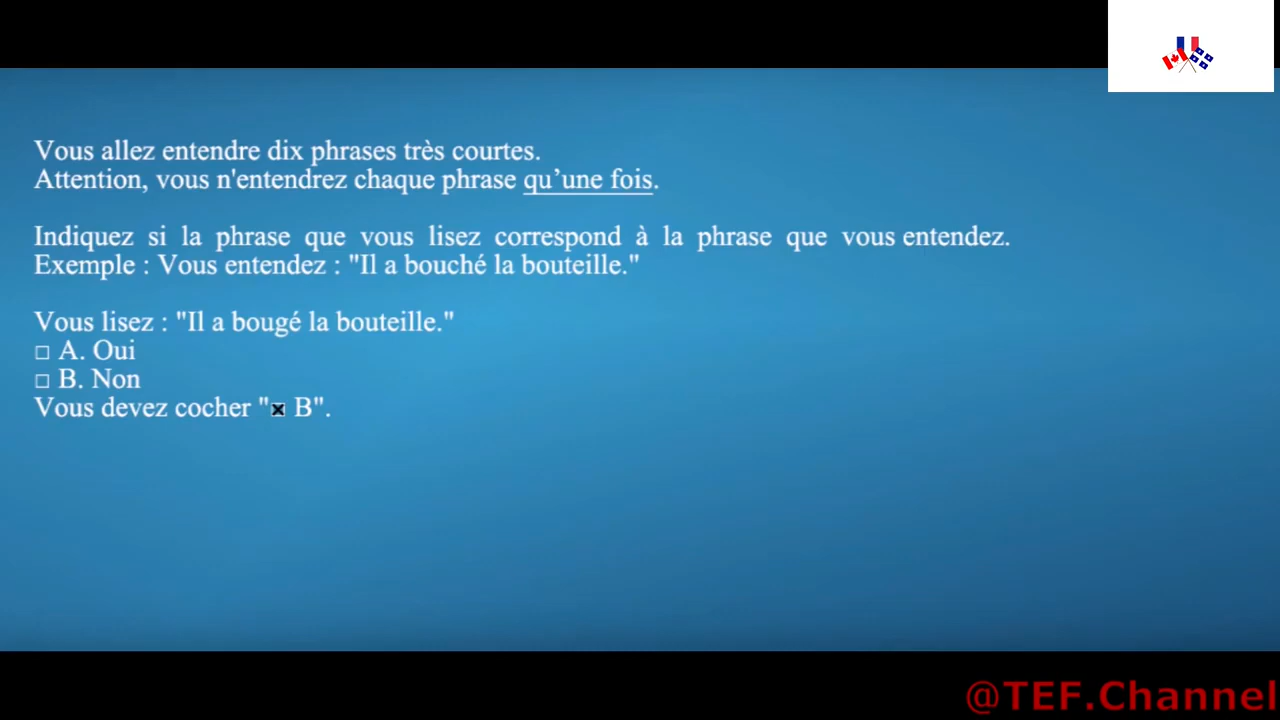 Vous allez entendre dix phrases très courtes.
Attention, vous n'entendrez chaque phrase qu’une fois.
Indiquez si la phrase que vous lisez correspond à la phrase que vous entendez.
Exemple : Vous entendez : "Il a bouché la bouteille."
Vous lisez : "Il a bougé la bouteille."
□ A. Oui
□ B. Non
Vous devez cocher "☒ B".
@TEF.Channel